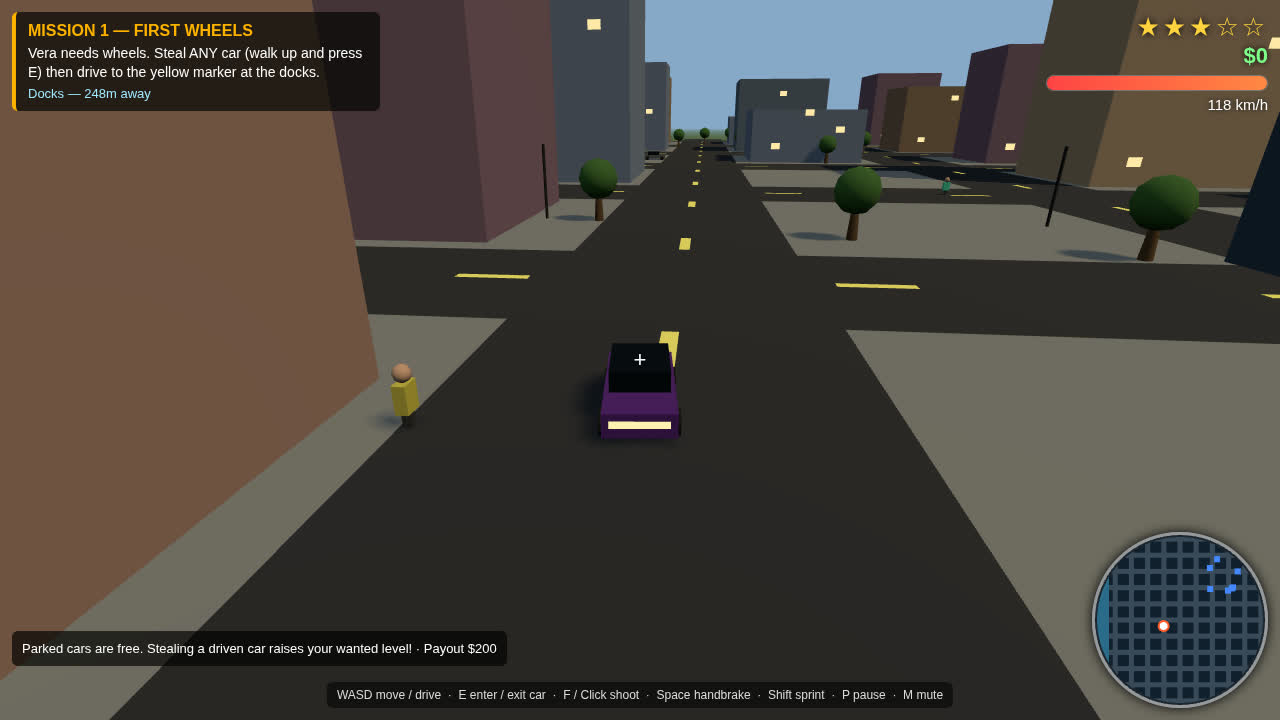 MISSION 1 — FIRST WHEELS
Vera needs wheels. Steal ANY car (walk up and press
E) then drive to the yellow marker at the docks.
Docks — 248m away
★★★☆☆
$0
118 km/h
Parked cars are free. Stealing a driven car raises your wanted level! · Payout $200
WASD move / drive · E enter / exit car · F / Click shoot · Space handbrake · Shift sprint · P pause · M mute